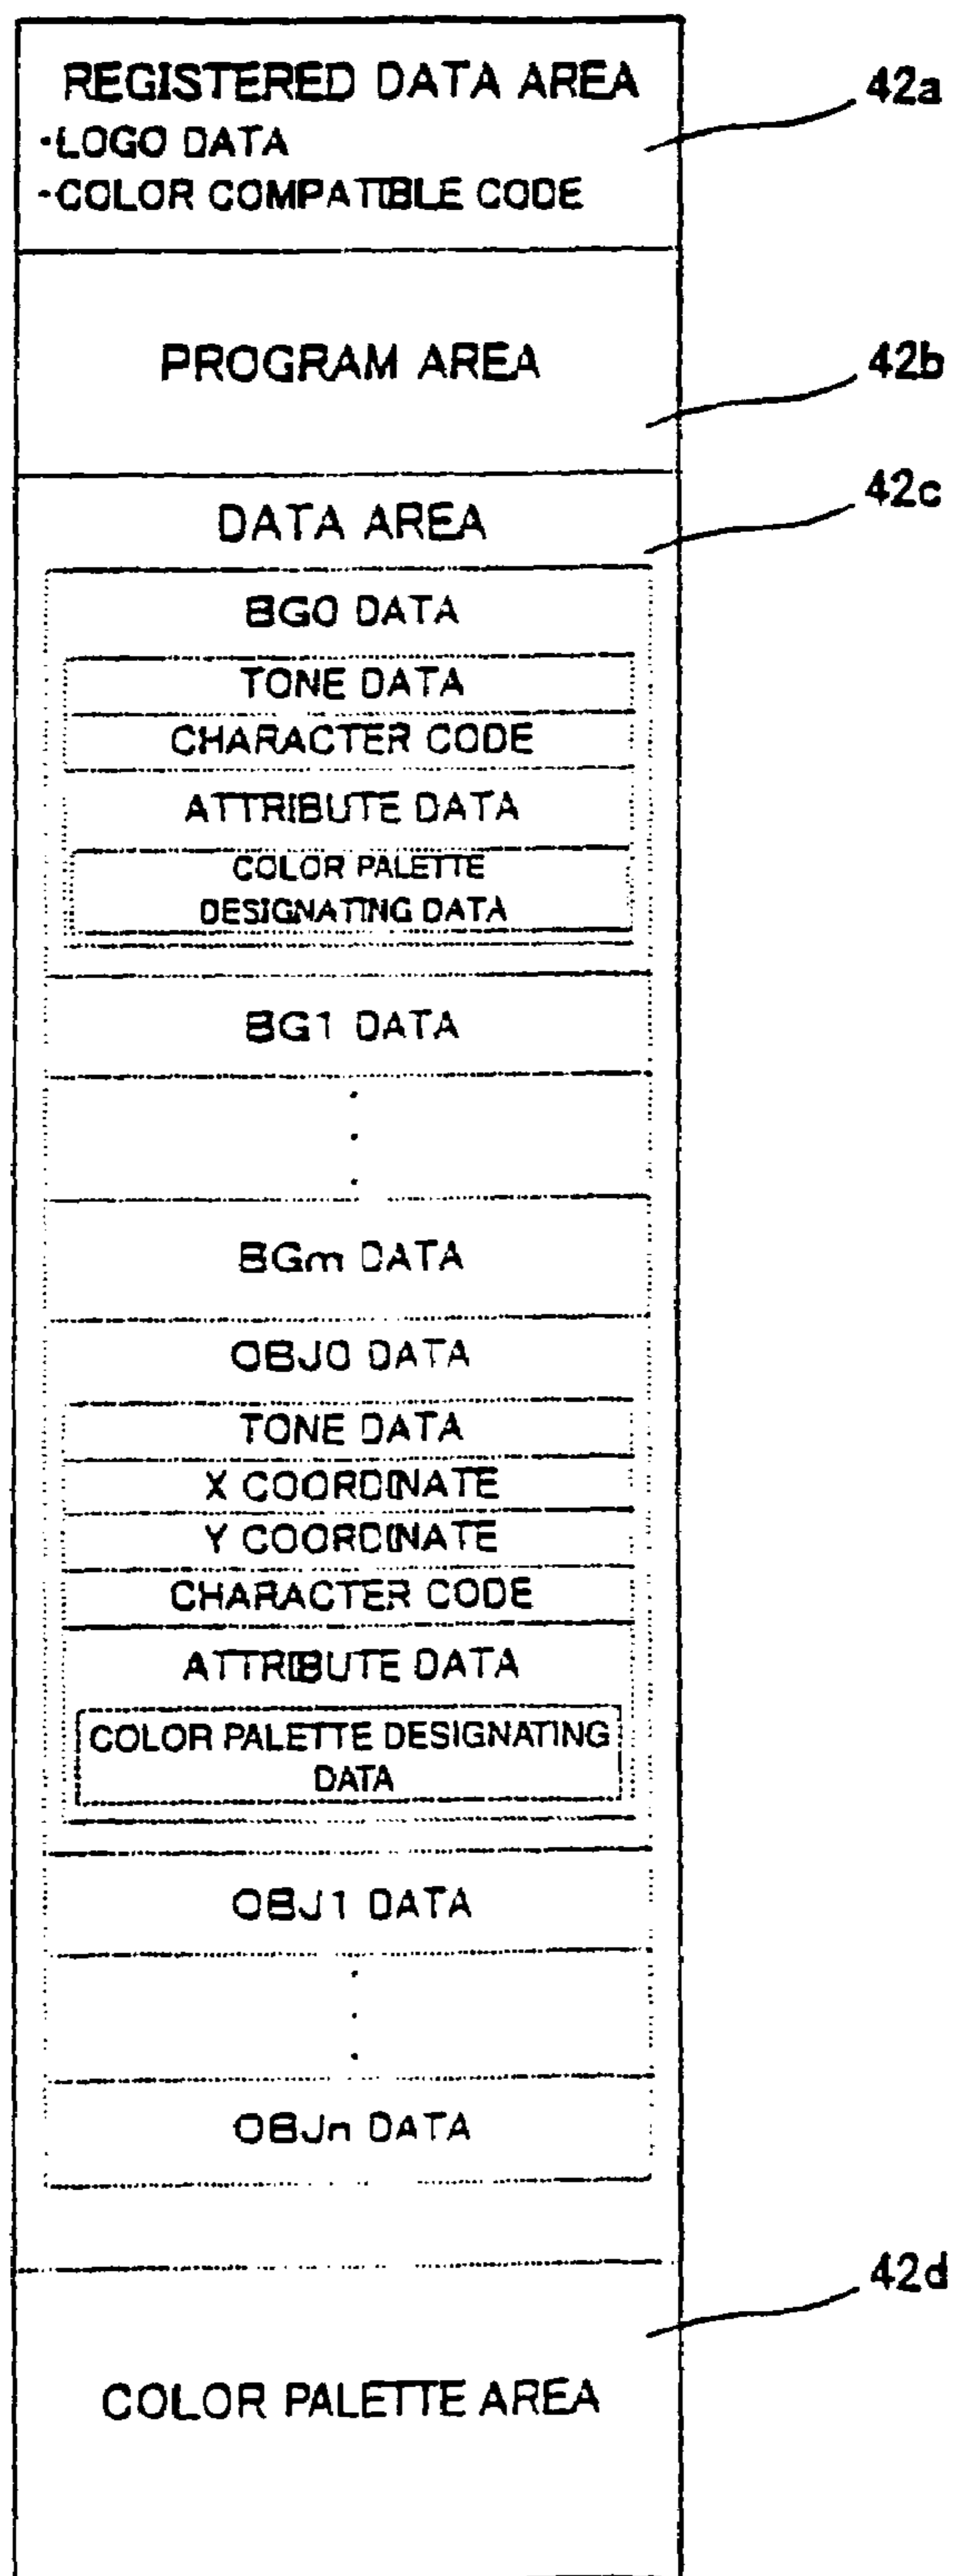 REGISTERED DATA AREA
·LOGO DATA
·COLOR COMPATIBLE CODE
42a
PROGRAM AREA
42b
42c
DATA AREA
BG0 DATA
TONE DATA
CHARACTER CODE
ATTRIBUTE DATA
COLOR PALETTE
DESIGNATING DATA
BG1 DATA
BGm DATA
OBJ0 DATA
TONE DATA
X COORDINATE
Y COORDINATE
CHARACTER CODE
ATTRIBUTE DATA
COLOR PALETTE DESIGNATING
DATA
OBJ1 DATA
OBJn DATA
42d
COLOR PALETTE AREA